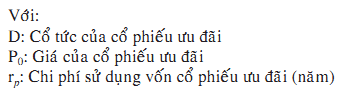 Với:
D: Cổ tức của cổ phiếu ưu đãi
P₀: Giá của cổ phiếu ưu đãi
rₚ: Chi phí sử dụng vốn cổ phiếu ưu đãi (năm)